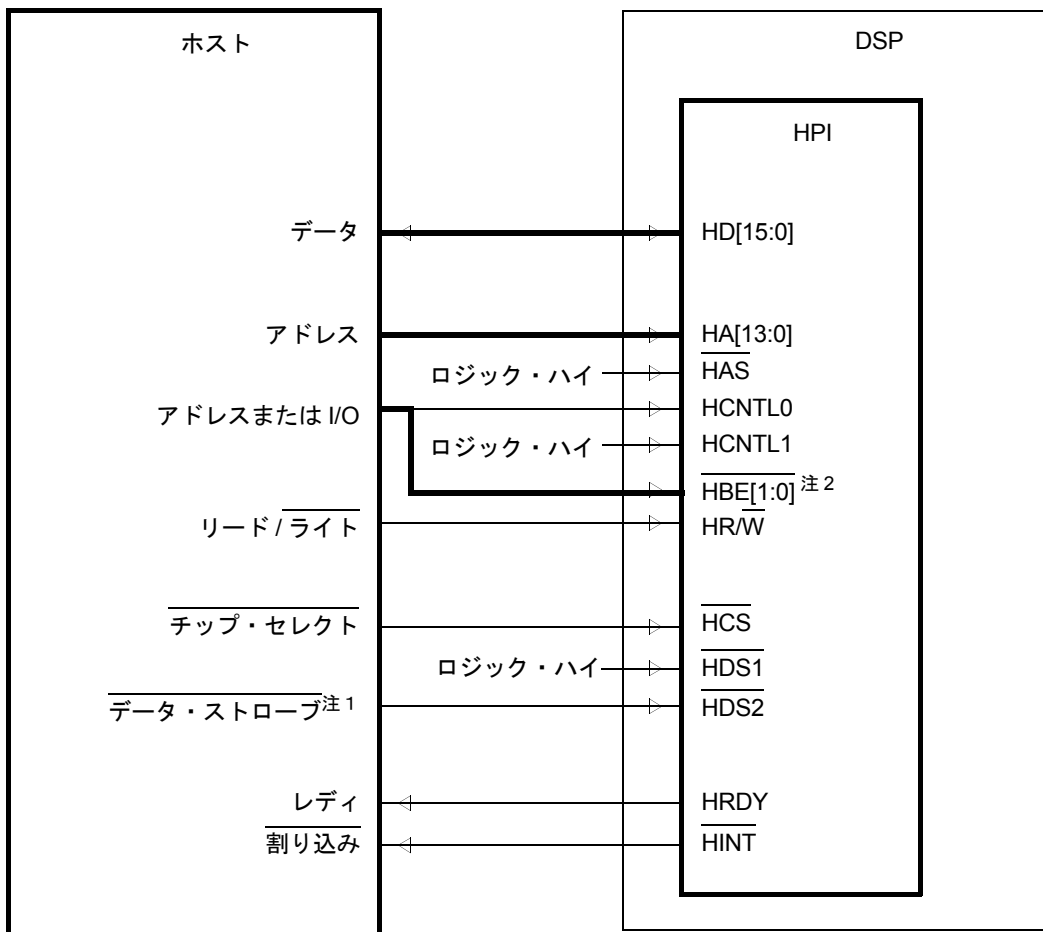 ホスト
DSP
HPI
データ
HD[15:0]
アドレス
HA[13:0]
ロジック・ハイ
HAS
アドレスまたは I/O
HCNTL0
ロジック・ハイ
HCNTL1
HBE[1:0] 注 2
リード / ライト
HR/W
チップ・セレクト
HCS
ロジック・ハイ
HDS1
データ・ストローブ注 1
HDS2
レディ
HRDY
割り込み
HINT